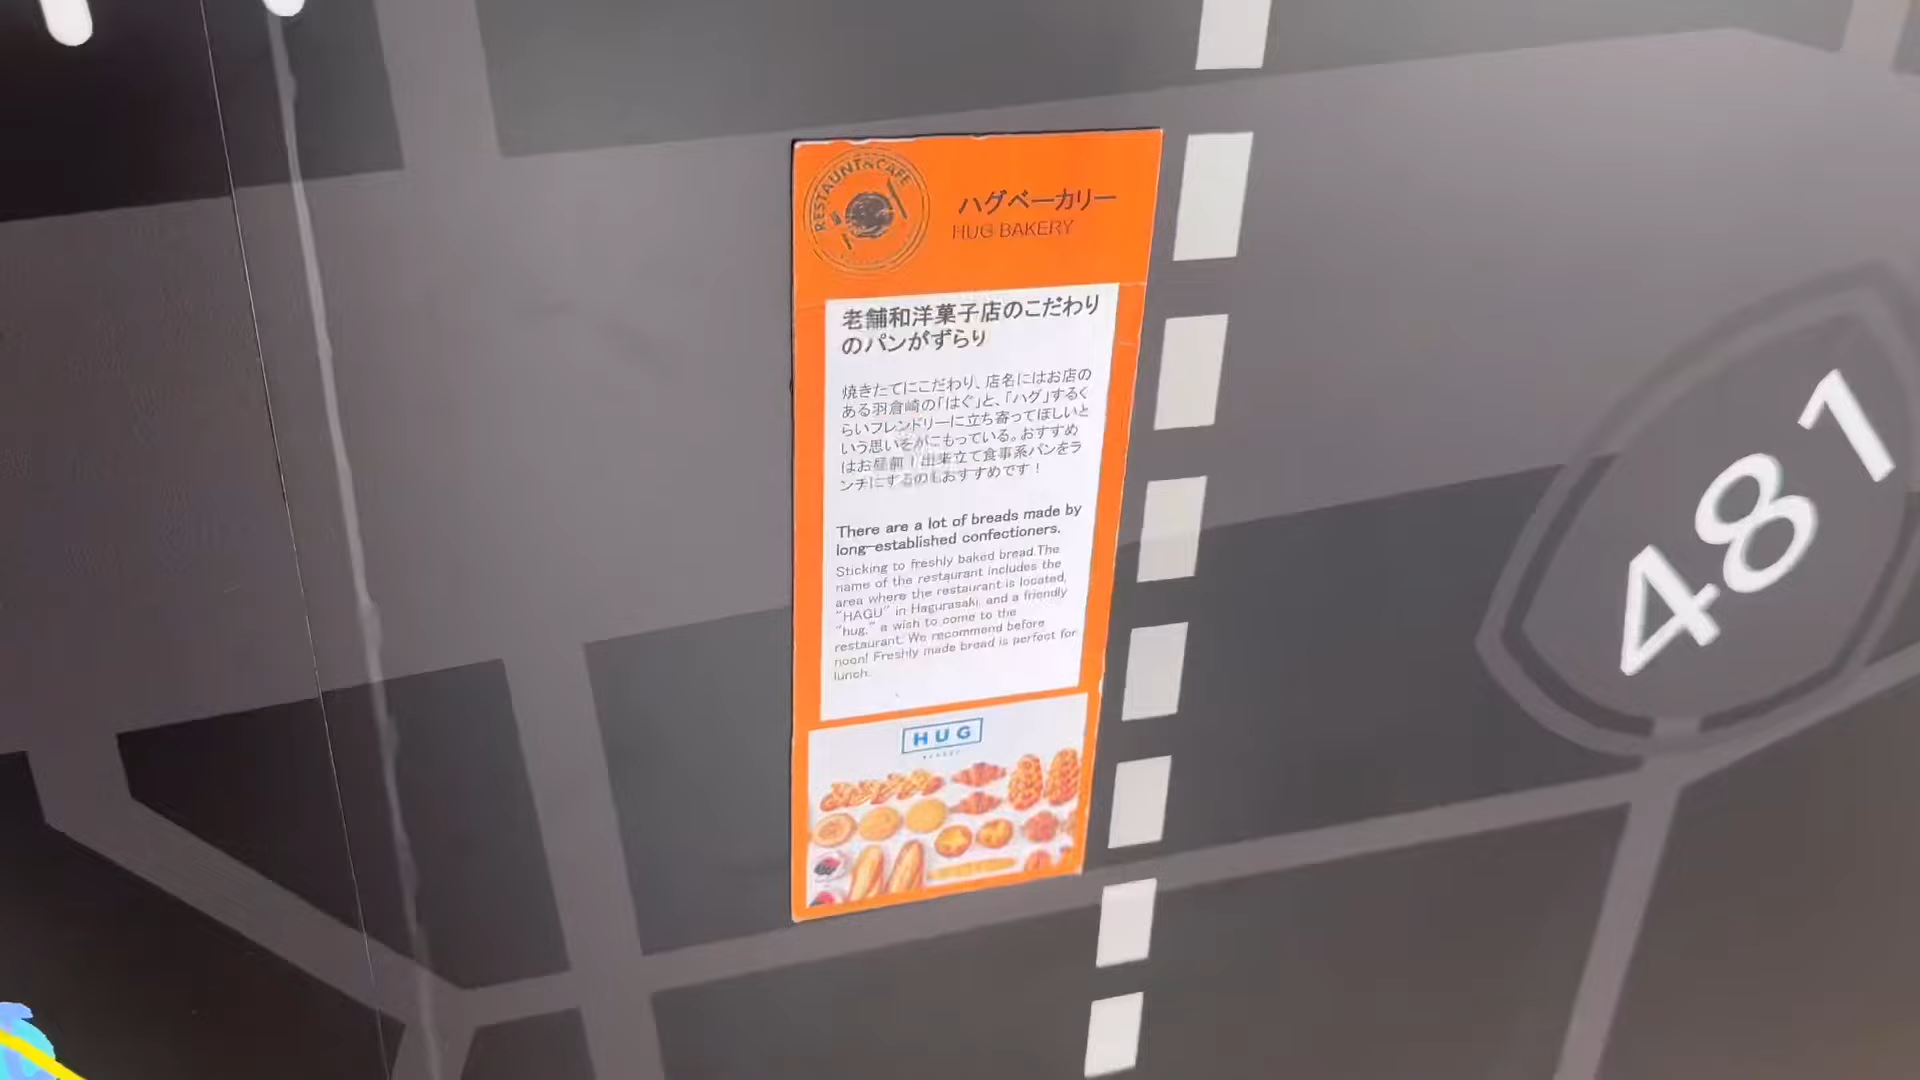 RESTAUNT&CAFE
ハグベーカリー
HUG BAKERY
老舗和洋菓子店のこだわり
のパンがずらり
焼きたてにこだわり、店名にはお店の
ある羽倉崎の「はぐ」と、「ハグ」するく
らいフレンドリーに立ち寄ってほしいと
いう思いをがこもっている。おすすめ
はお昼前！出来立て食事系パンをラ
ンチにするのもおすすめです！
There are a lot of breads made by
long-established confectioners.
Sticking to freshly baked bread.The
name of the restaurant includes the
area where the restaurant is located,
"HAGU" in Hagurasaki, and a friendly
"hug," a wish to come to the
restaurant. We recommend before
noon! Freshly made bread is perfect for
lunch.
HUG
BAKERY
481